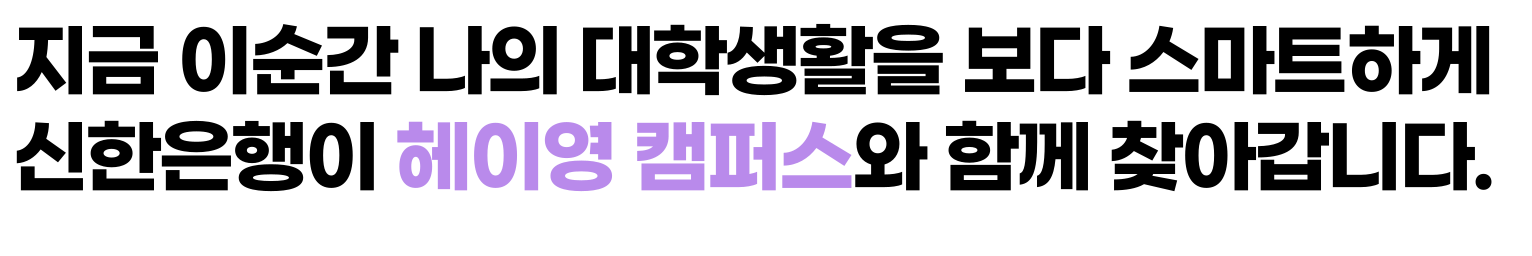 지금 이순간 나의 대학생활을 보다 스마트하게
신한은행이 헤이영 캠퍼스와 함께 찾아갑니다.